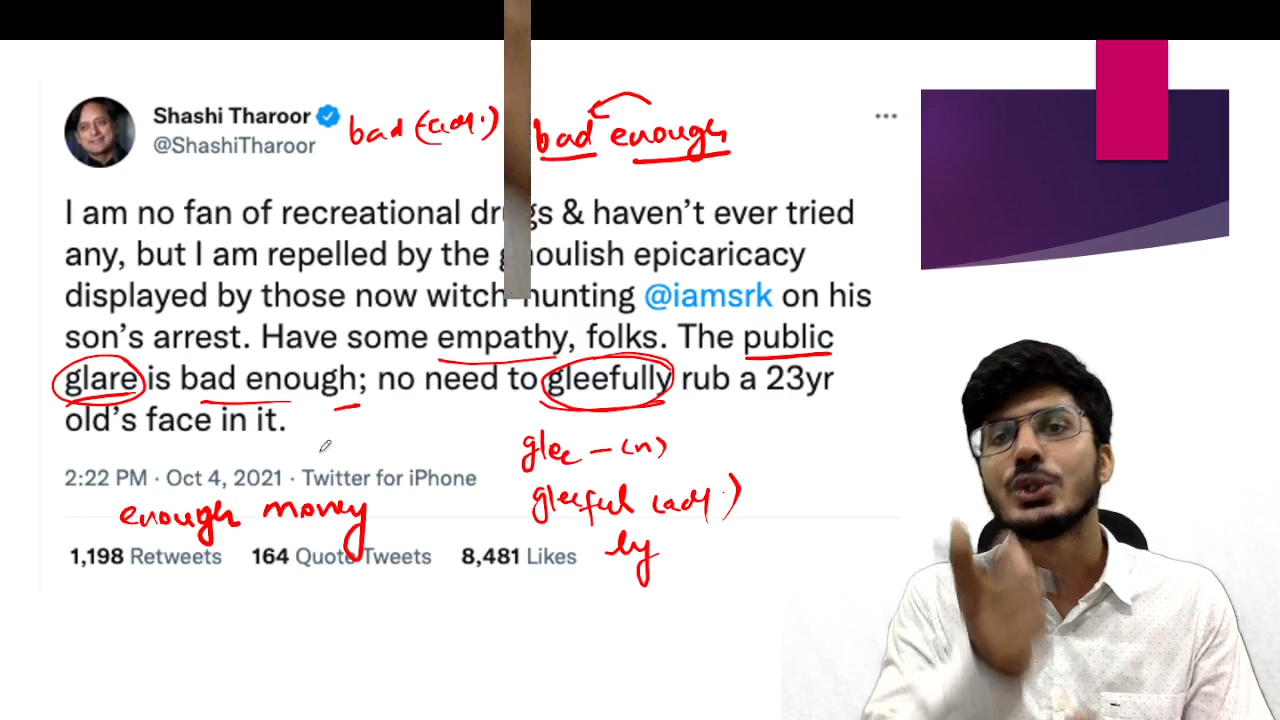 Shashi Tharoor bad (adj.) bad enough
@ShashiTharoor
I am no fan of recreational drugs & haven't ever tried
any, but I am repelled by the ghoulish epicaricacy
displayed by those now witch-hunting @iamsrk on his
son's arrest. Have some empathy, folks. The public
glare is bad enough; no need to gleefully rub a 23yr
old's face in it.
glee - (n)
2:22 PM · Oct 4, 2021 · Twitter for iPhone
gleeful (adj.)
enough money
ly
1,198 Retweets 164 Quote Tweets 8,481 Likes